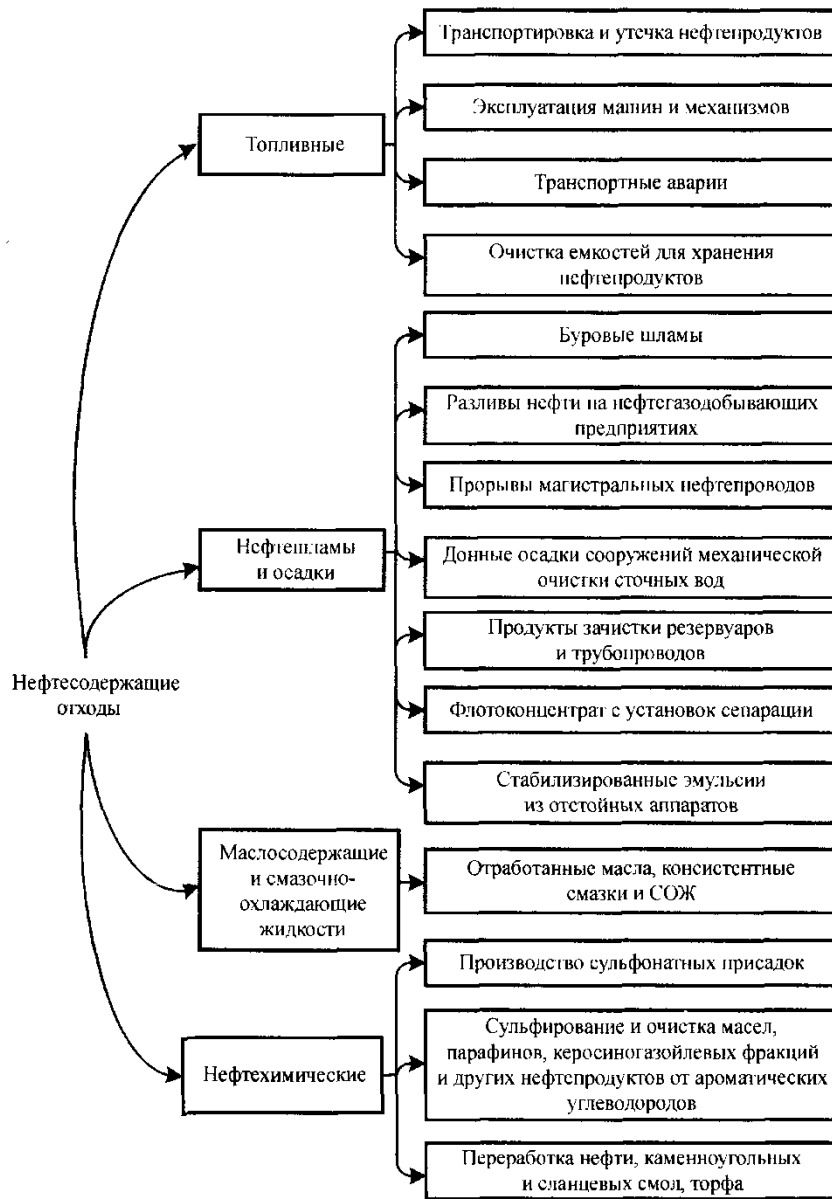 Транспортировка и утечка нефтепродуктов
Эксплуатация машин и механизмов
Топливные
Транспортные аварии
Очистка емкостей для хранения
нефтепродуктов
Буровые шламы
Разливы нефти на нефтегазодобывающих
предприятиях
Прорывы магистральных нефтепроводов
Нефтешламы
и осадки
Донные осадки сооружений механической
очистки сточных вод
Продукты зачистки резервуаров
и трубопроводов
Нефтесодержащие
отходы
Флотоконцентрат с установок сепарации
Стабилизированные эмульсии
из отстойных аппаратов
Маслосодержащие
и смазочно-
охлаждающие
жидкости
Отработанные масла, консистентные
смазки и СОЖ
Производство сульфонатных присадок
Нефтехимические
Сульфирование и очистка масел,
парафинов, керосиногазойлевых фракций
и других нефтепродуктов от ароматических
углеводородов
Переработка нефти, каменноугольных
и сланцевых смол, торфа